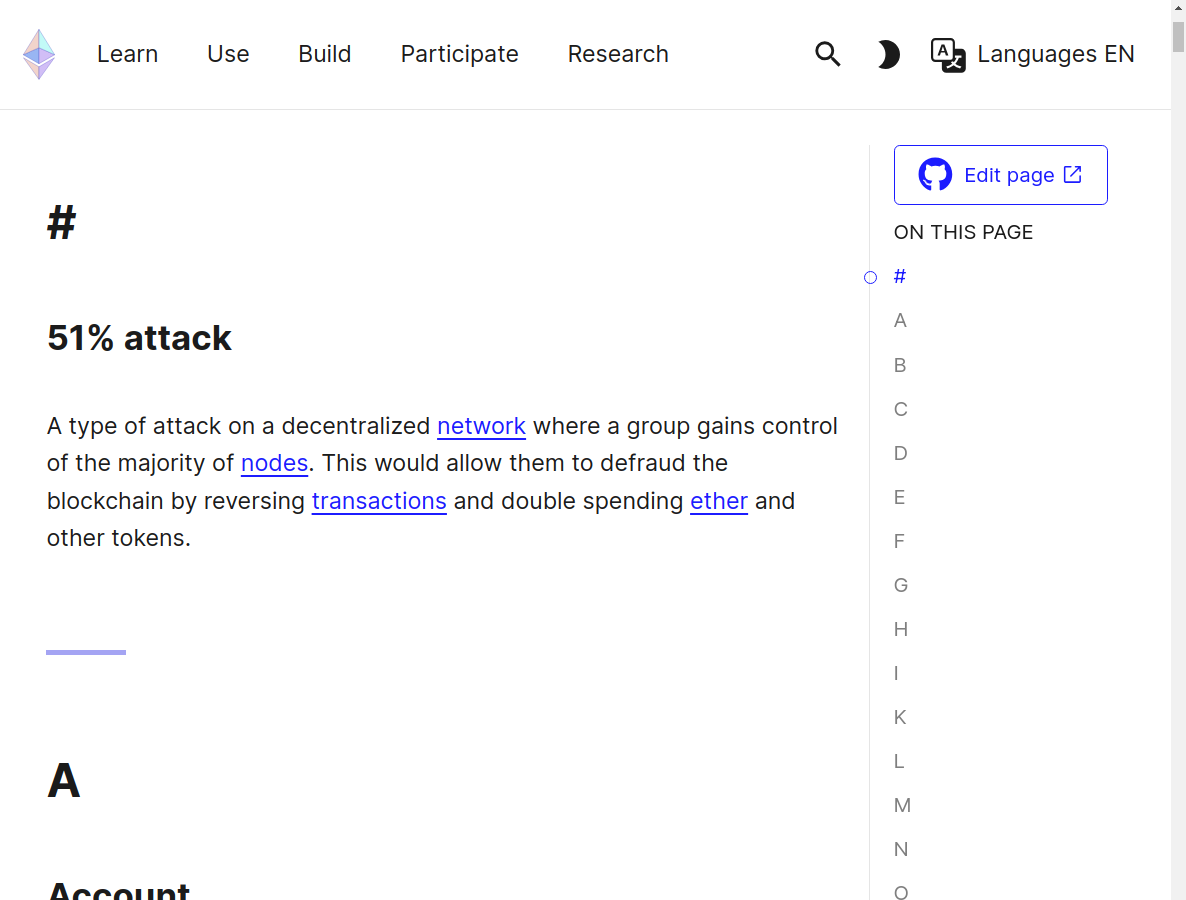 Learn Use Build Participate Research Languages EN
#
51% attack
A type of attack on a decentralized network where a group gains control
of the majority of nodes. This would allow them to defraud the
blockchain by reversing transactions and double spending ether and
other tokens.
A
Account
Edit page
ON THIS PAGE
#
A
B
C
D
E
F
G
H
I
K
L
M
N
O